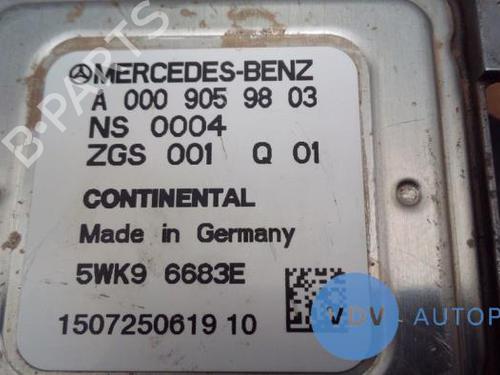 MERCEDES-BENZ
A 000 905 98 03
NS 0004
ZGS 001 Q 01
CONTINENTAL
Made in Germany
5WK9 6683E
1507250619 10
B-PARTS
VDV AUTOP